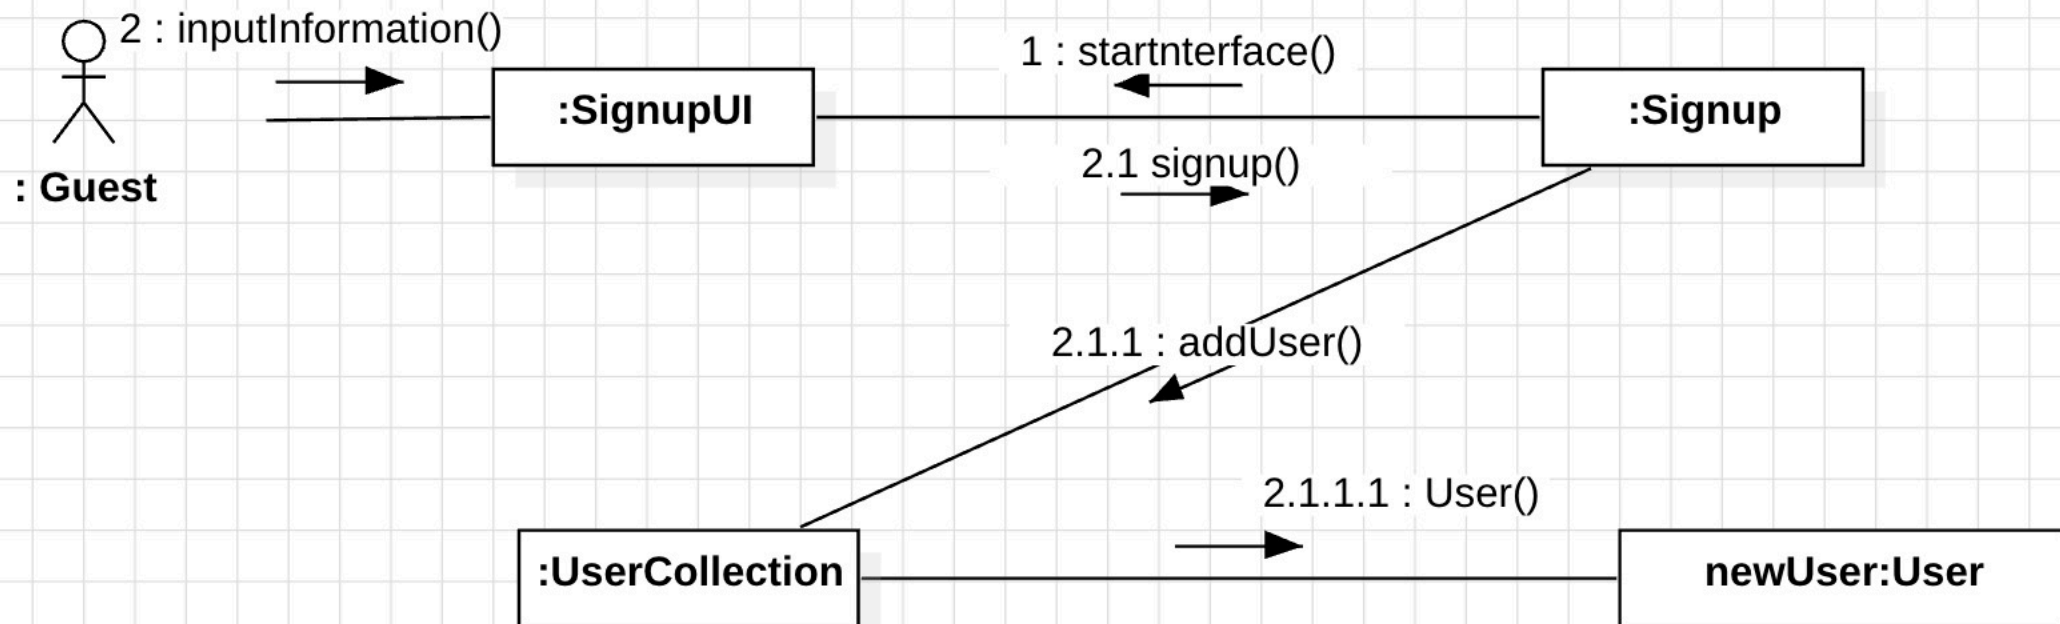 2 : inputInformation()
1 : startnterface()
:SignupUI
:Signup
2.1 signup()
: Guest
2.1.1 : addUser()
2.1.1.1 : User()
:UserCollection
newUser:User